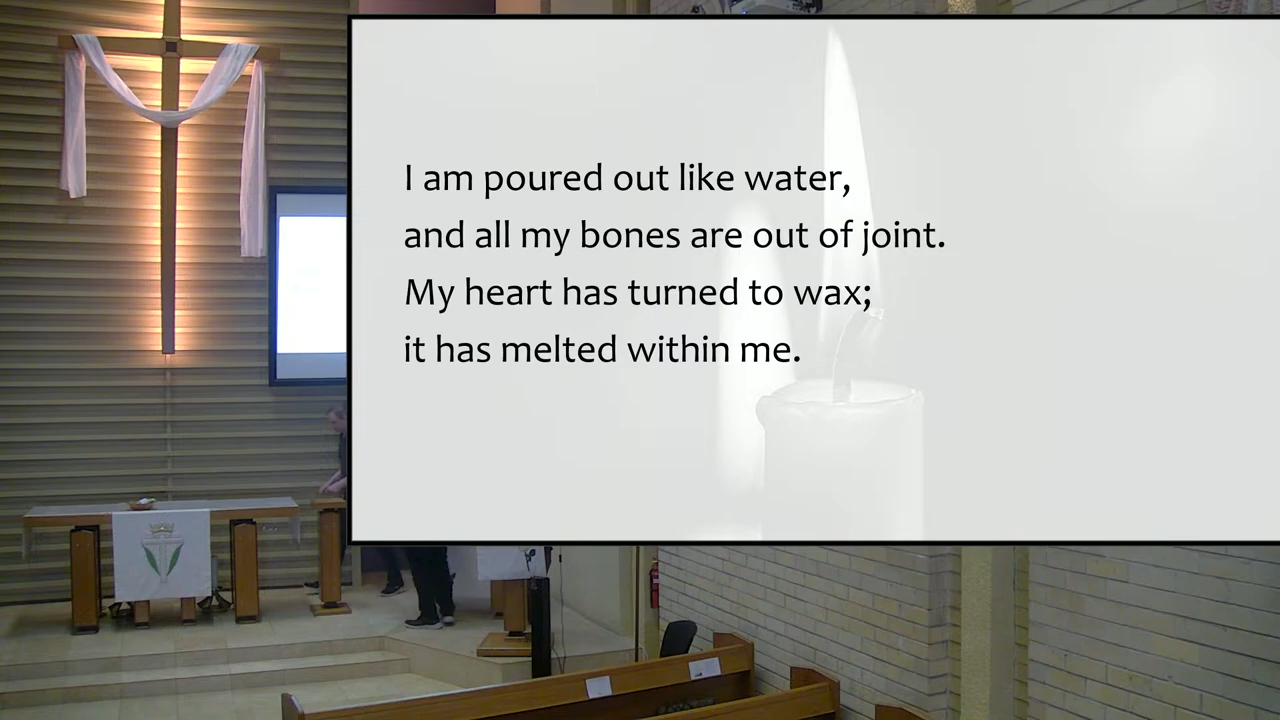 I am poured out like water,
and all my bones are out of joint.
My heart has turned to wax;
it has melted within me.